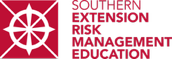 SOUTHERN
EXTENSION
RISK
MANAGEMENT
EDUCATION